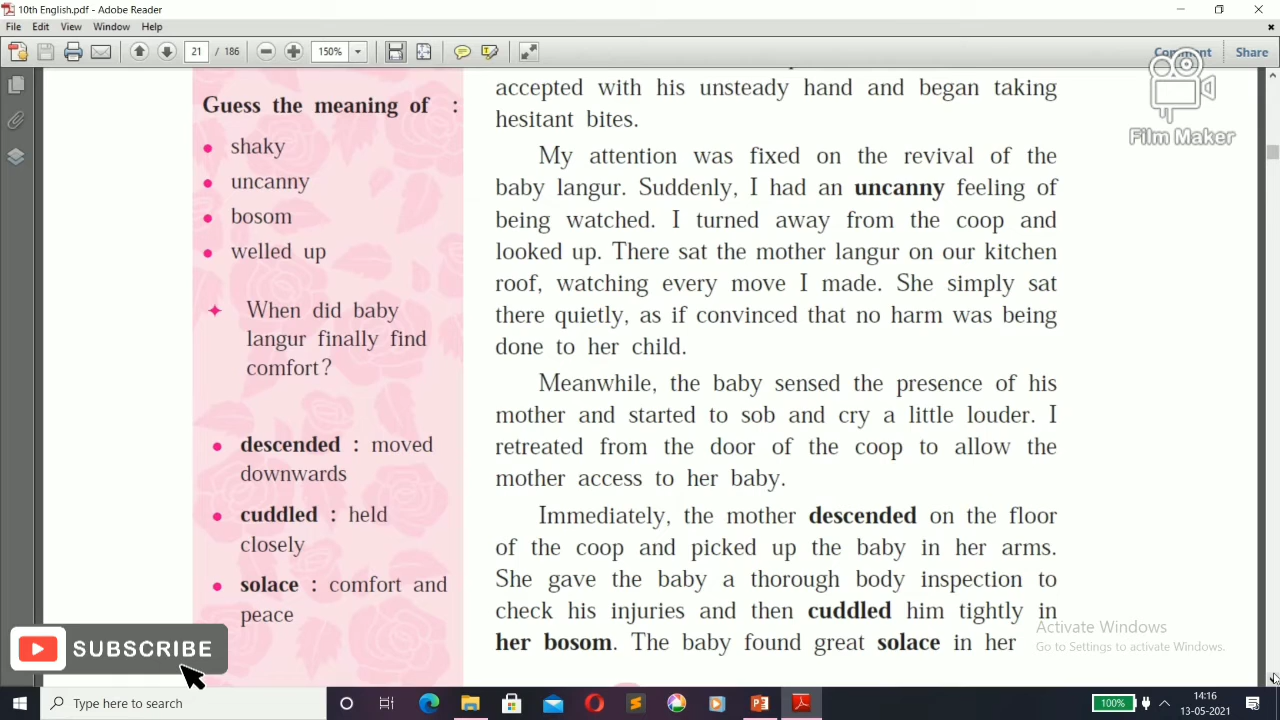 10th English.pdf - Adobe Reader
File Edit View Window Help
21 / 186 150% Comment Share
Film Maker
Guess the meaning of :
shaky
uncanny
bosom
welled up
When did baby
langur finally find
comfort?
descended : moved
downwards
cuddled : held
closely
solace : comfort and
peace
accepted with his unsteady hand and began taking
hesitant bites.
My attention was fixed on the revival of the
baby langur. Suddenly, I had an uncanny feeling of
being watched. I turned away from the coop and
looked up. There sat the mother langur on our kitchen
roof, watching every move I made. She simply sat
there quietly, as if convinced that no harm was being
done to her child.
Meanwhile, the baby sensed the presence of his
mother and started to sob and cry a little louder. I
retreated from the door of the coop to allow the
mother access to her baby.
Immediately, the mother descended on the floor
of the coop and picked up the baby in her arms.
She gave the baby a thorough body inspection to
check his injuries and then cuddled him tightly in
her bosom. The baby found great solace in her
Activate Windows
Go to Settings to activate Windows.
SUBSCRIBE
Type here to search
100%
14:16
13-05-2021